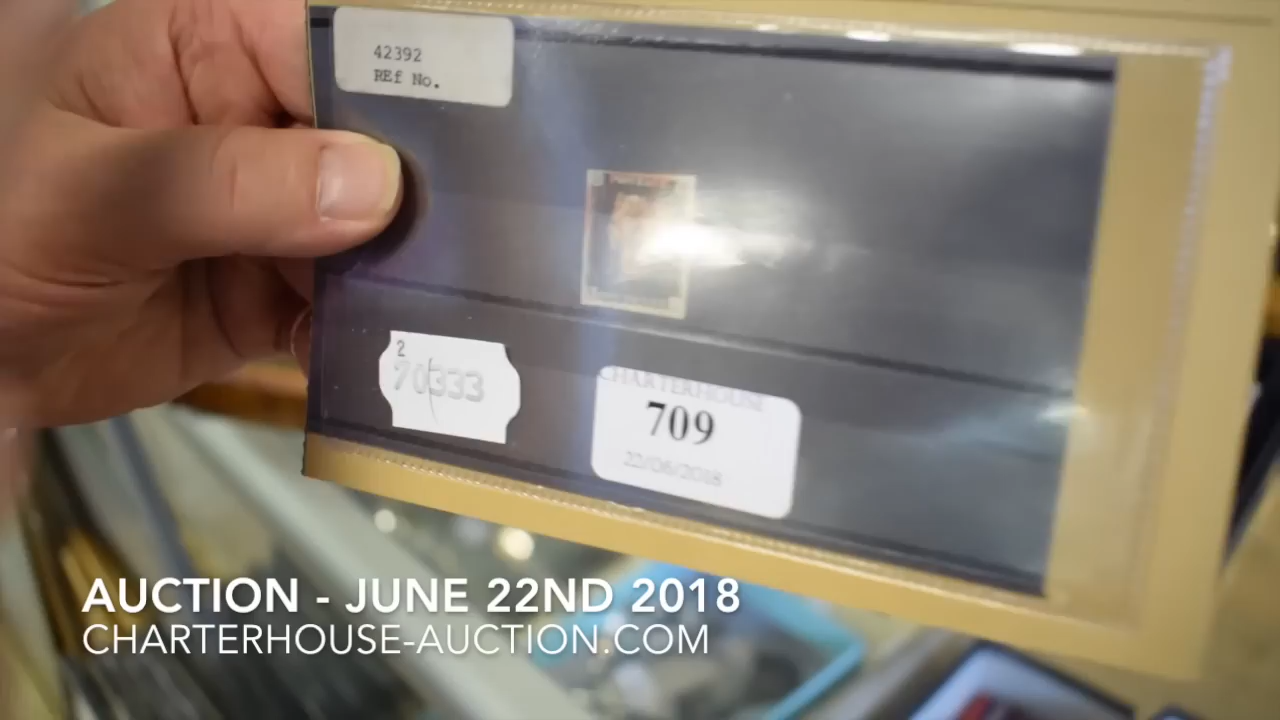 42392
REf No.
2
70333
CHARTERHOUSE
709
22/06/2018
AUCTION - JUNE 22ND 2018
CHARTERHOUSE-AUCTION.COM